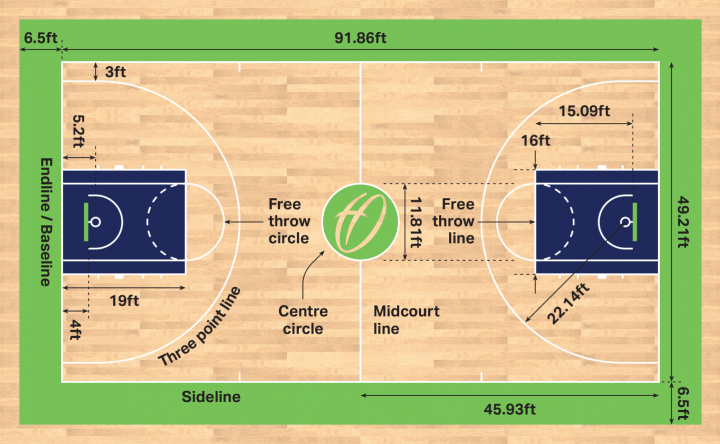 6.5ft
91.86ft
3ft
15.09ft
5.2ft
16ft
Endline / Baseline
Free
throw
circle
11.81ft
Free
throw
line
49.21ft
19ft
Centre
circle
Midcourt
line
22.14ft
4ft
Three point line
Sideline
45.93ft
6.5ft